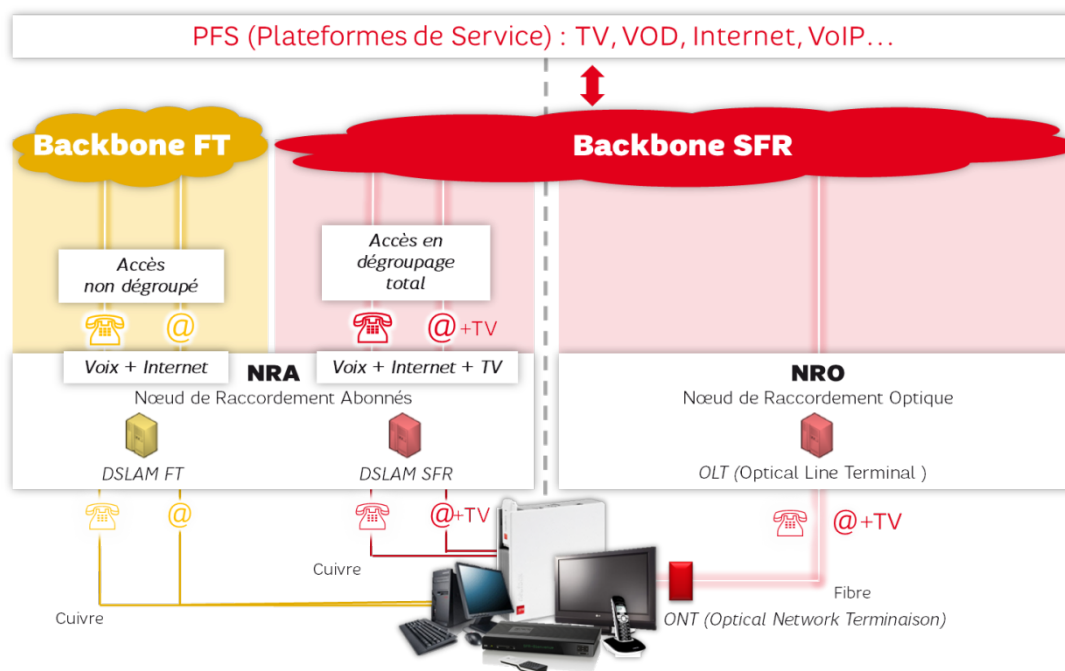 PFS (Plateformes de Service) : TV, VOD, Internet, VoIP...
Backbone FT
Backbone SFR
Accès
non dégroupé
Accès en
dégroupage
total
@
@+TV
Voix + Internet
NRA
Voix + Internet + TV
NRO
Nœud de Raccordement Abonnés
Nœud de Raccordement Optique
DSLAM FT
DSLAM SFR
OLT (Optical Line Terminal )
@
@+TV
@+TV
Cuivre
Cuivre
Fibre
ONT (Optical Network Terminaison)